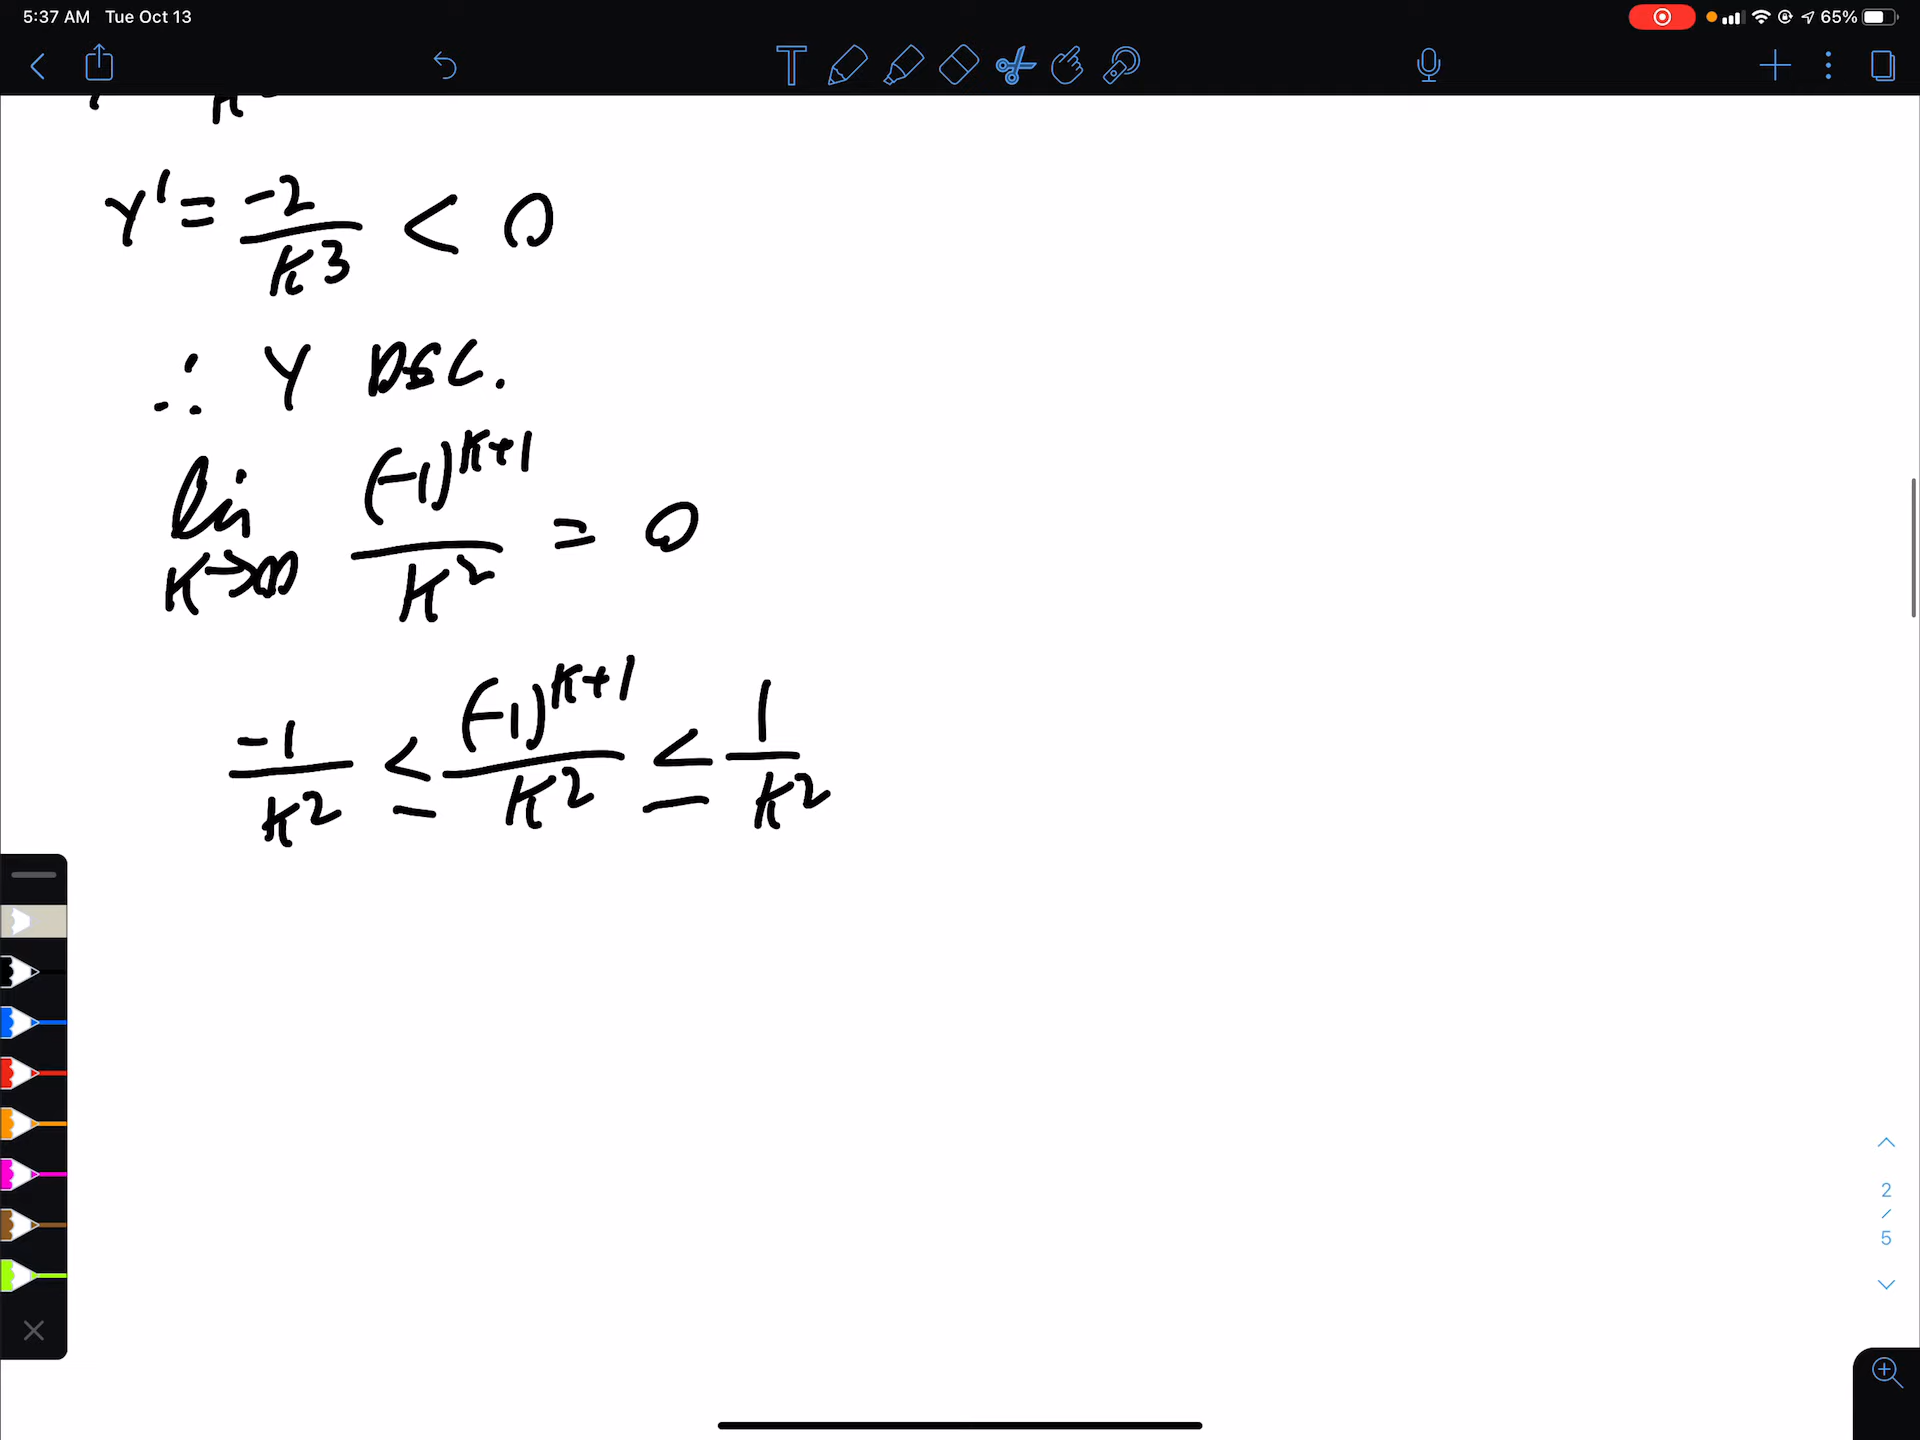 5:37 AM Tue Oct 13 65%
T
y' = -2/K^3 < 0
∴ y DEC.
lim K→∞ (-1)^(K+1)/K^2 = 0
-1/K^2 ≤ (-1)^(K+1)/K^2 ≤ 1/K^2
2
/
5